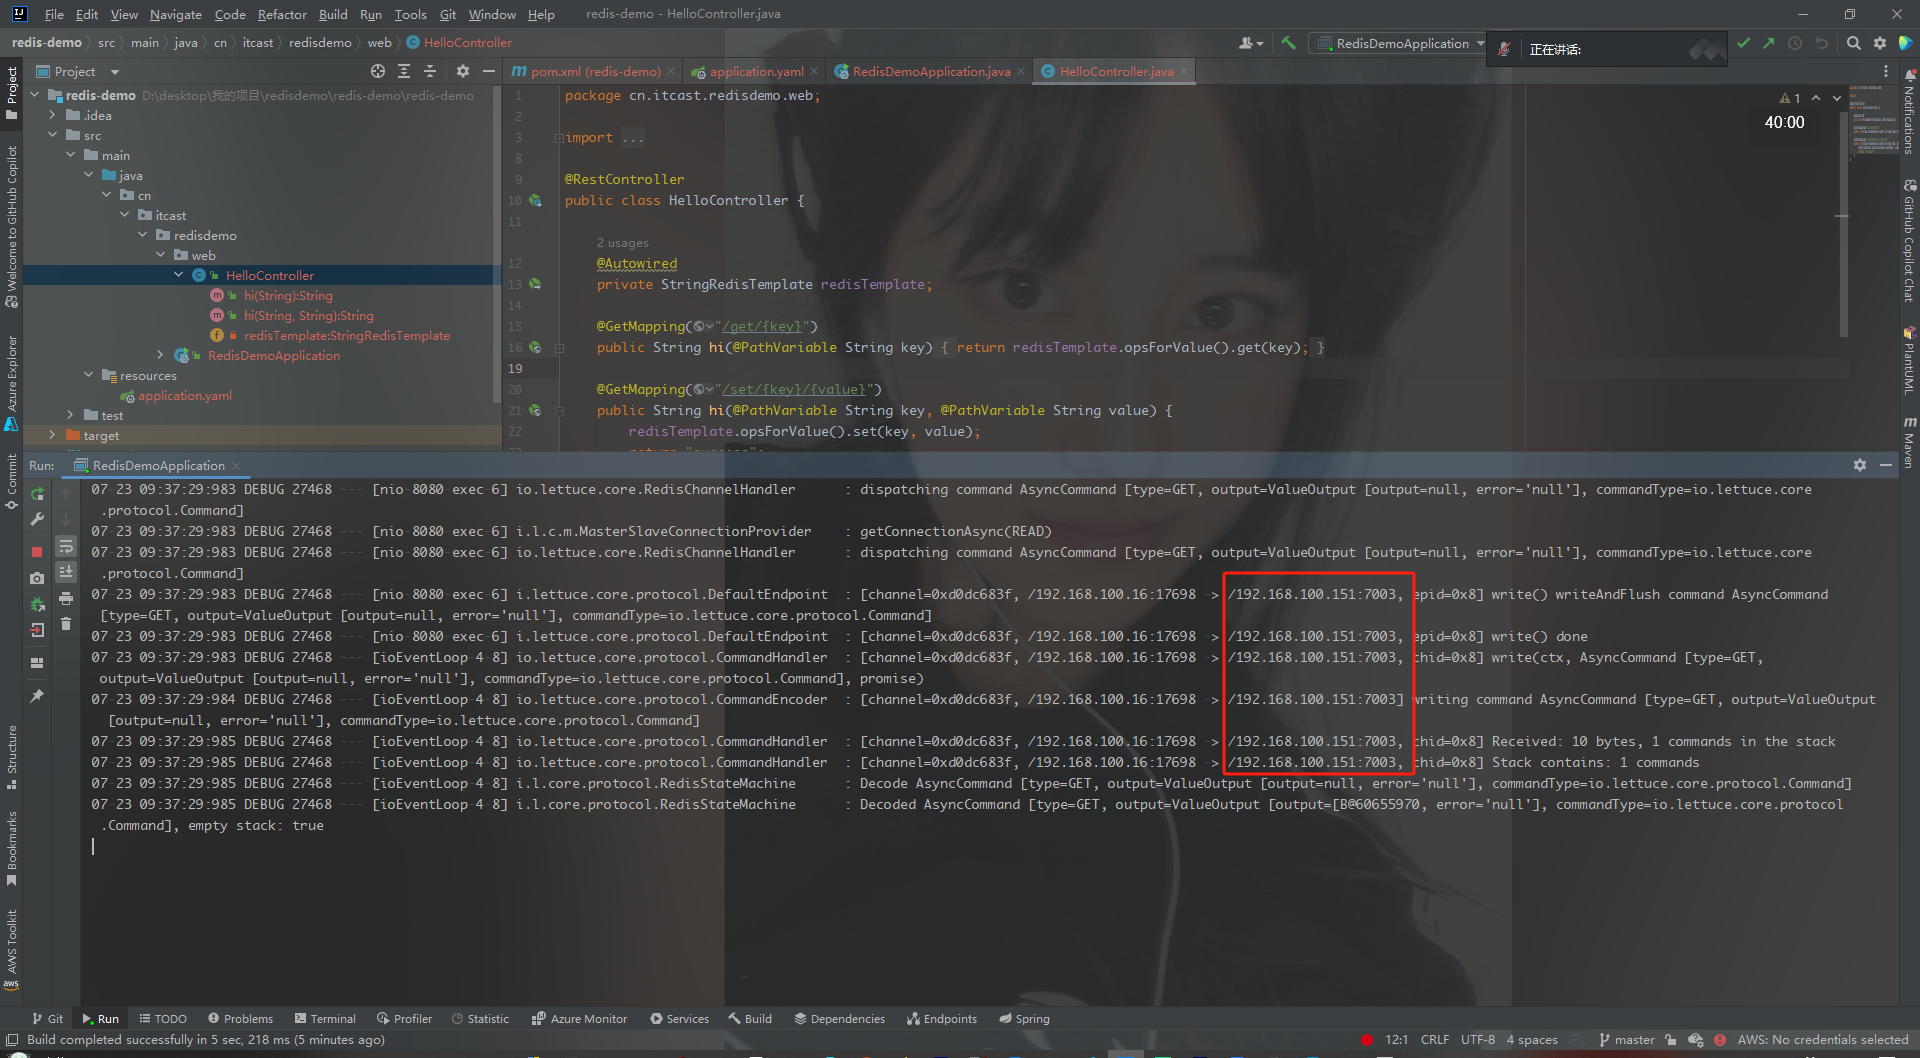 File Edit View Navigate Code Refactor Build Run Tools Git Window Help redis-demo - HelloController.java
redis-demo src main java cn itcast redisdemo web HelloController RedisDemoApplication 正在讲话:
Project pom.xml (redis-demo) application.yaml RedisDemoApplication.java HelloController.java
redis-demo D:\desktop\我的项目\redisdemo\redis-demo\redis-demo
.idea
src
main
java
cn
itcast
redisdemo
web
HelloController
hi(String):String
hi(String, String):String
redisTemplate:StringRedisTemplate
RedisDemoApplication
resources
application.yaml
test
target
1 package cn.itcast.redisdemo.web;
2
3 import ...
8
9 @RestController
10 public class HelloController {
11
2 usages
12 @Autowired
13 private StringRedisTemplate redisTemplate;
14
15 @GetMapping("/get/{key}")
16 public String hi(@PathVariable String key) { return redisTemplate.opsForValue().get(key); }
19
20 @GetMapping("/set/{key}/{value}")
21 public String hi(@PathVariable String key, @PathVariable String value) {
22 redisTemplate.opsForValue().set(key, value);
1
40:00
Run: RedisDemoApplication
07-23 09:37:29:983 DEBUG 27468 --- [nio-8080-exec-6] io.lettuce.core.RedisChannelHandler : dispatching command AsyncCommand [type=GET, output=ValueOutput [output=null, error='null'], commandType=io.lettuce.core
.protocol.Command]
07-23 09:37:29:983 DEBUG 27468 --- [nio-8080-exec-6] i.l.c.m.MasterSlaveConnectionProvider : getConnectionAsync(READ)
07-23 09:37:29:983 DEBUG 27468 --- [nio-8080-exec-6] io.lettuce.core.RedisChannelHandler : dispatching command AsyncCommand [type=GET, output=ValueOutput [output=null, error='null'], commandType=io.lettuce.core
.protocol.Command]
07-23 09:37:29:983 DEBUG 27468 --- [nio-8080-exec-6] i.lettuce.core.protocol.DefaultEndpoint : [channel=0xd0dc683f, /192.168.100.16:17698 -> /192.168.100.151:7003, epid=0x8] write() writeAndFlush command AsyncCommand
[type=GET, output=ValueOutput [output=null, error='null'], commandType=io.lettuce.core.protocol.Command]
07-23 09:37:29:983 DEBUG 27468 --- [nio-8080-exec-6] i.lettuce.core.protocol.DefaultEndpoint : [channel=0xd0dc683f, /192.168.100.16:17698 -> /192.168.100.151:7003, epid=0x8] write() done
07-23 09:37:29:983 DEBUG 27468 --- [ioEventLoop-4-8] io.lettuce.core.protocol.CommandHandler : [channel=0xd0dc683f, /192.168.100.16:17698 -> /192.168.100.151:7003, chid=0x8] write(ctx, AsyncCommand [type=GET,
output=ValueOutput [output=null, error='null'], commandType=io.lettuce.core.protocol.Command], promise)
07-23 09:37:29:984 DEBUG 27468 --- [ioEventLoop-4-8] io.lettuce.core.protocol.CommandEncoder : [channel=0xd0dc683f, /192.168.100.16:17698 -> /192.168.100.151:7003] writing command AsyncCommand [type=GET, output=ValueOutput
[output=null, error='null'], commandType=io.lettuce.core.protocol.Command]
07-23 09:37:29:985 DEBUG 27468 --- [ioEventLoop-4-8] io.lettuce.core.protocol.CommandHandler : [channel=0xd0dc683f, /192.168.100.16:17698 -> /192.168.100.151:7003, chid=0x8] Received: 10 bytes, 1 commands in the stack
07-23 09:37:29:985 DEBUG 27468 --- [ioEventLoop-4-8] io.lettuce.core.protocol.CommandHandler : [channel=0xd0dc683f, /192.168.100.16:17698 -> /192.168.100.151:7003, chid=0x8] Stack contains: 1 commands
07-23 09:37:29:985 DEBUG 27468 --- [ioEventLoop-4-8] i.l.core.protocol.RedisStateMachine : Decode AsyncCommand [type=GET, output=ValueOutput [output=null, error='null'], commandType=io.lettuce.core.protocol.Command]
07-23 09:37:29:985 DEBUG 27468 --- [ioEventLoop-4-8] i.l.core.protocol.RedisStateMachine : Decoded AsyncCommand [type=GET, output=ValueOutput [output=[B@60655970, error='null'], commandType=io.lettuce.core.protocol
.Command], empty stack: true
Project
Welcome to GitHub Copilot
Azure Explorer
Commit
Structure
Bookmarks
AWS Toolkit
aws
Notifications
GitHub Copilot Chat
PlantUML
Maven
Git Run TODO Problems Terminal Profiler Statistic Azure Monitor Services Build Dependencies Endpoints Spring
Build completed successfully in 5 sec, 218 ms (5 minutes ago) 12:1 CRLF UTF-8 4 spaces master AWS: No credentials selected